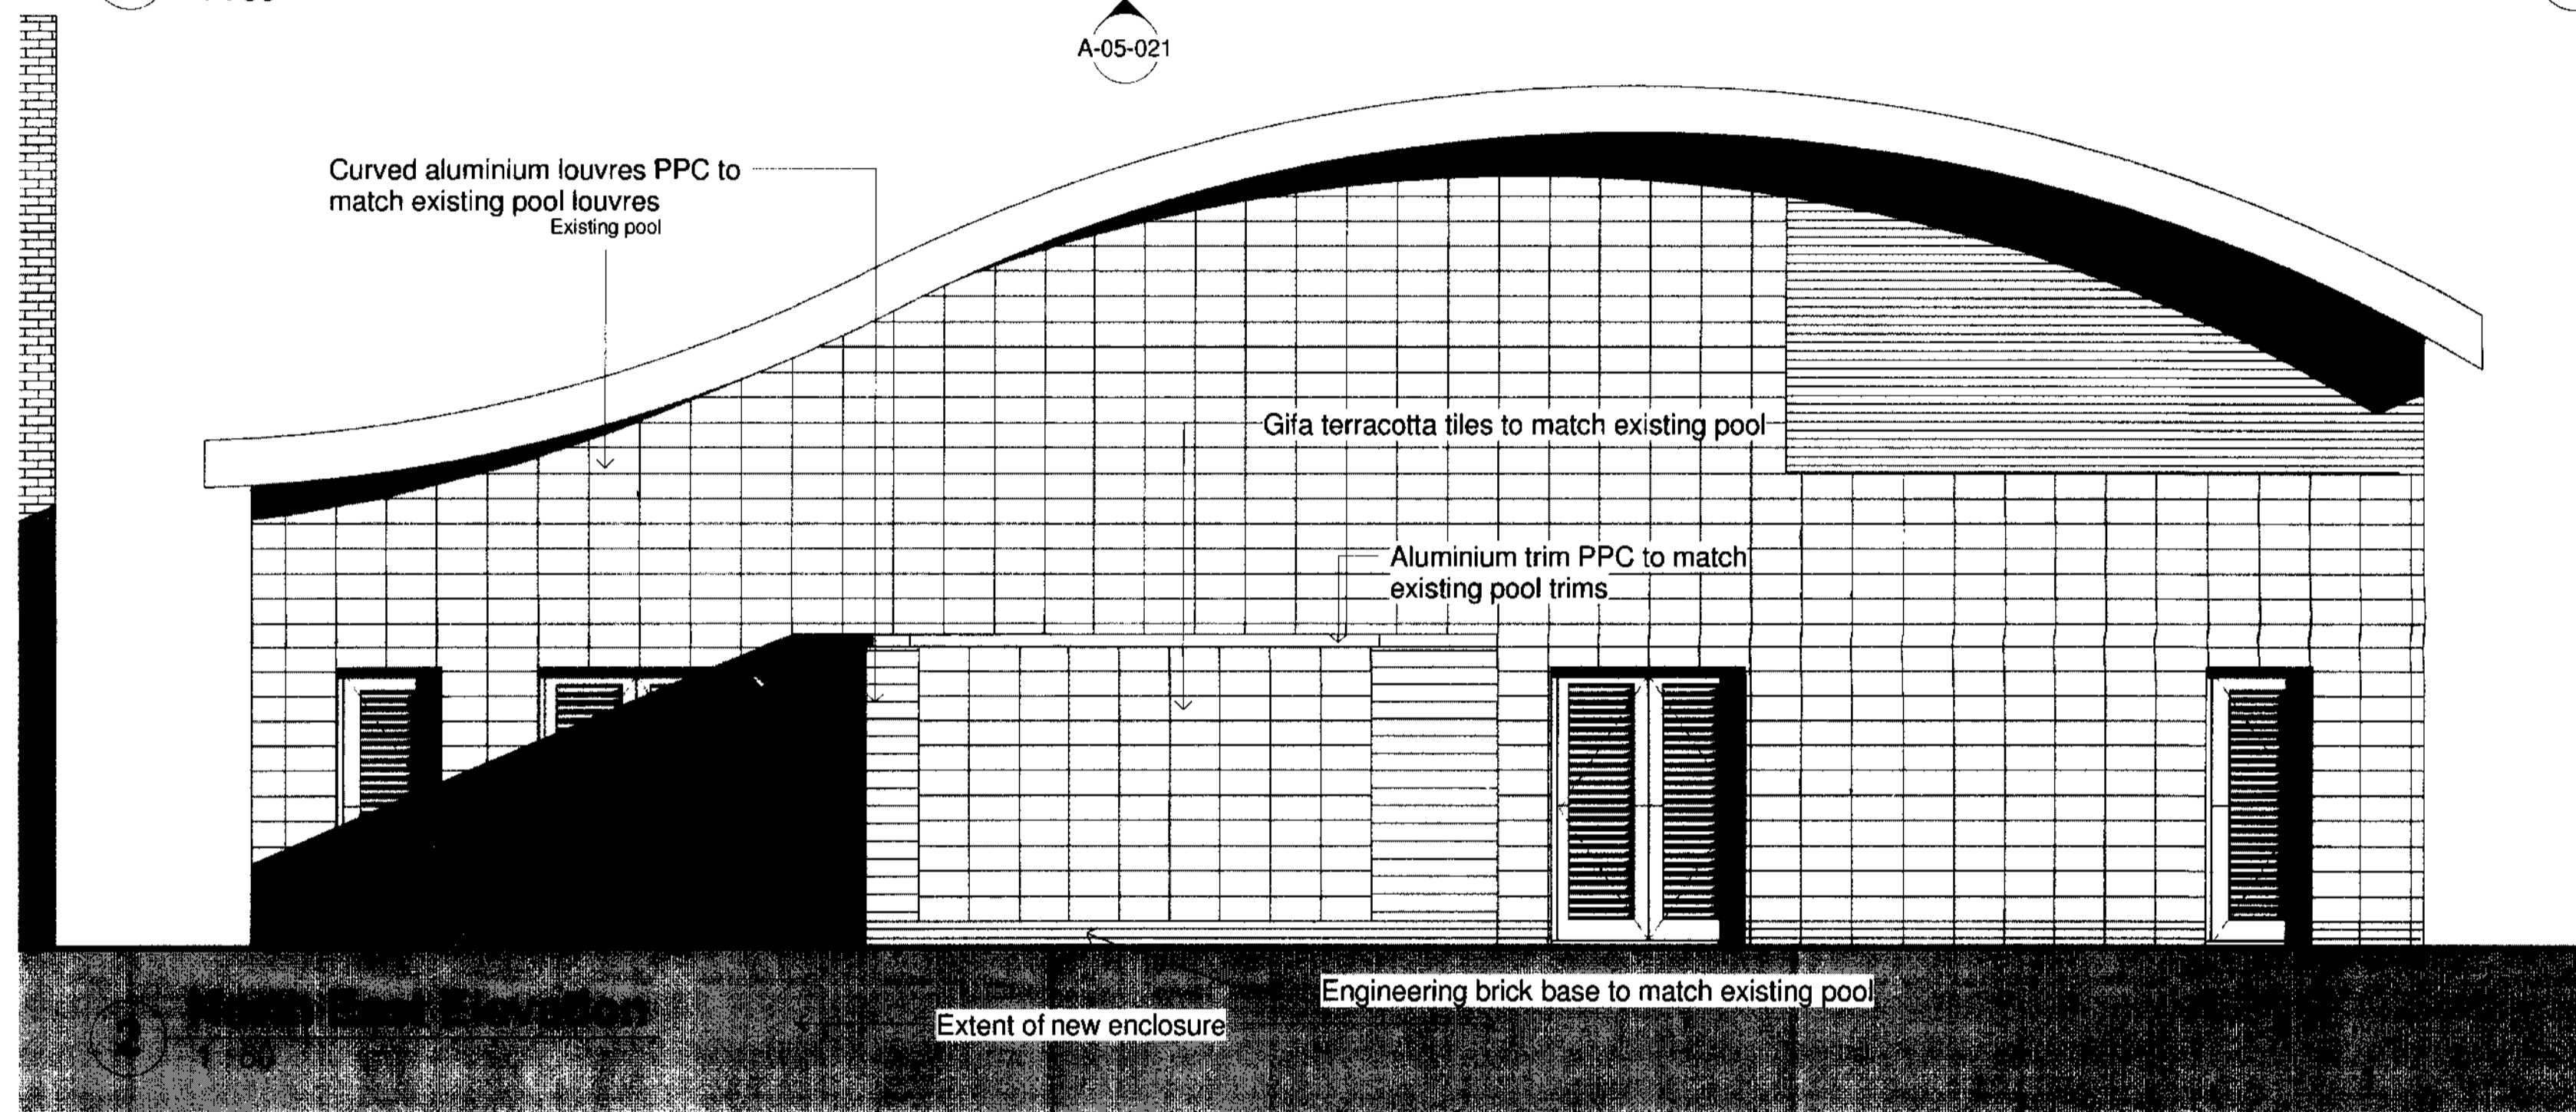 A-05-021
Curved aluminium louvres PPC to
match existing pool louvres
Existing pool
Gifa terracotta tiles to match existing pool
Aluminium trim PPC to match
existing pool trims
Engineering brick base to match existing pool
Extent of new enclosure
2
Elevation